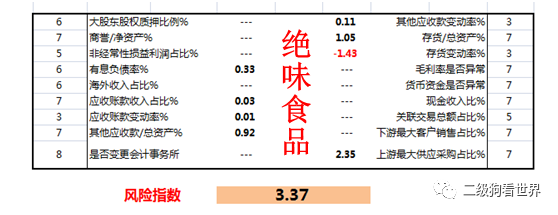 6 大股东股权质押比例% --- 0.11 其他应收款变动率% 3
7 商誉/净资产% --- 1.05 存货/总资产% 7
5 非经常性损益利润占比% --- -1.43 存货变动率% 3
6 有息负债率% 0.33 --- 毛利率是否异常 7
6 海外收入占比% --- --- 货币资金是否异常 7
7 应收账款收入占比% 0.03 --- 现金收入比% 7
3 应收账款变动率% 0.01 --- 关联交易总额占比% 5
7 其他应收款/总资产% 0.92 --- 下游最大客户销售占比% 7
8 是否变更会计事务所 --- 2.35 上游最大供应采购占比% 7
绝味食品
风险指数 3.37
二级狗看世界